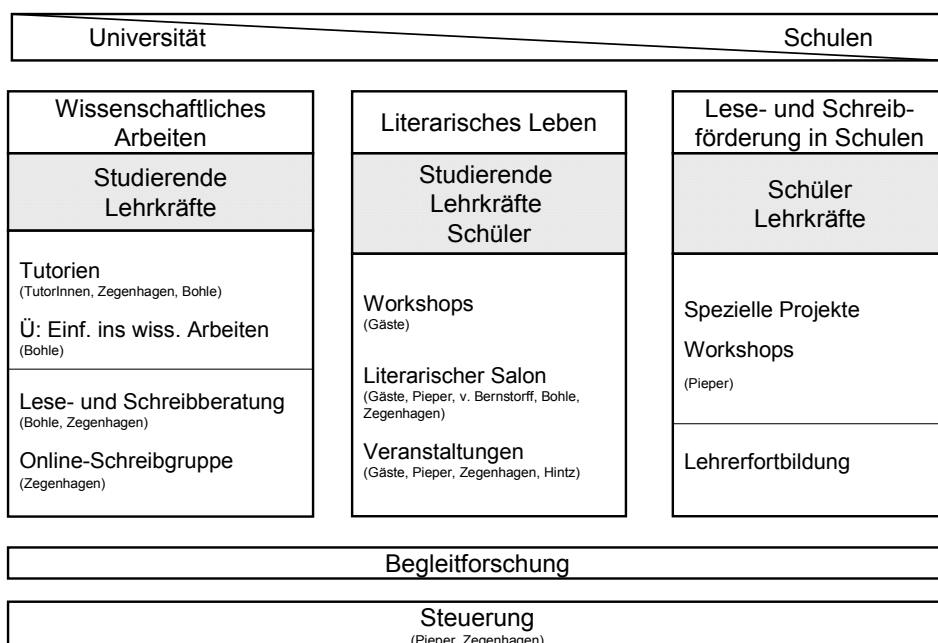 Universität
Schulen
Wissenschaftliches
Arbeiten
Studierende
Lehrkräfte
Tutorien
(TutorInnen, Zegenhagen, Bohle)
Ü: Einf. ins wiss. Arbeiten
(Bohle)
Lese- und Schreibberatung
(Bohle, Zegenhagen)
Online-Schreibgruppe
(Zegenhagen)
Literarisches Leben
Studierende
Lehrkräfte
Schüler
Workshops
(Gäste)
Literarischer Salon
(Gäste, Pieper, v. Bernstorff, Bohle,
Zegenhagen)
Veranstaltungen
(Gäste, Pieper, Zegenhagen, Hintz)
Lese- und Schreib-
förderung in Schulen
Schüler
Lehrkräfte
Spezielle Projekte
Workshops
(Pieper)
Lehrerfortbildung
Begleitforschung
Steuerung
(Pieper, Zegenhagen)